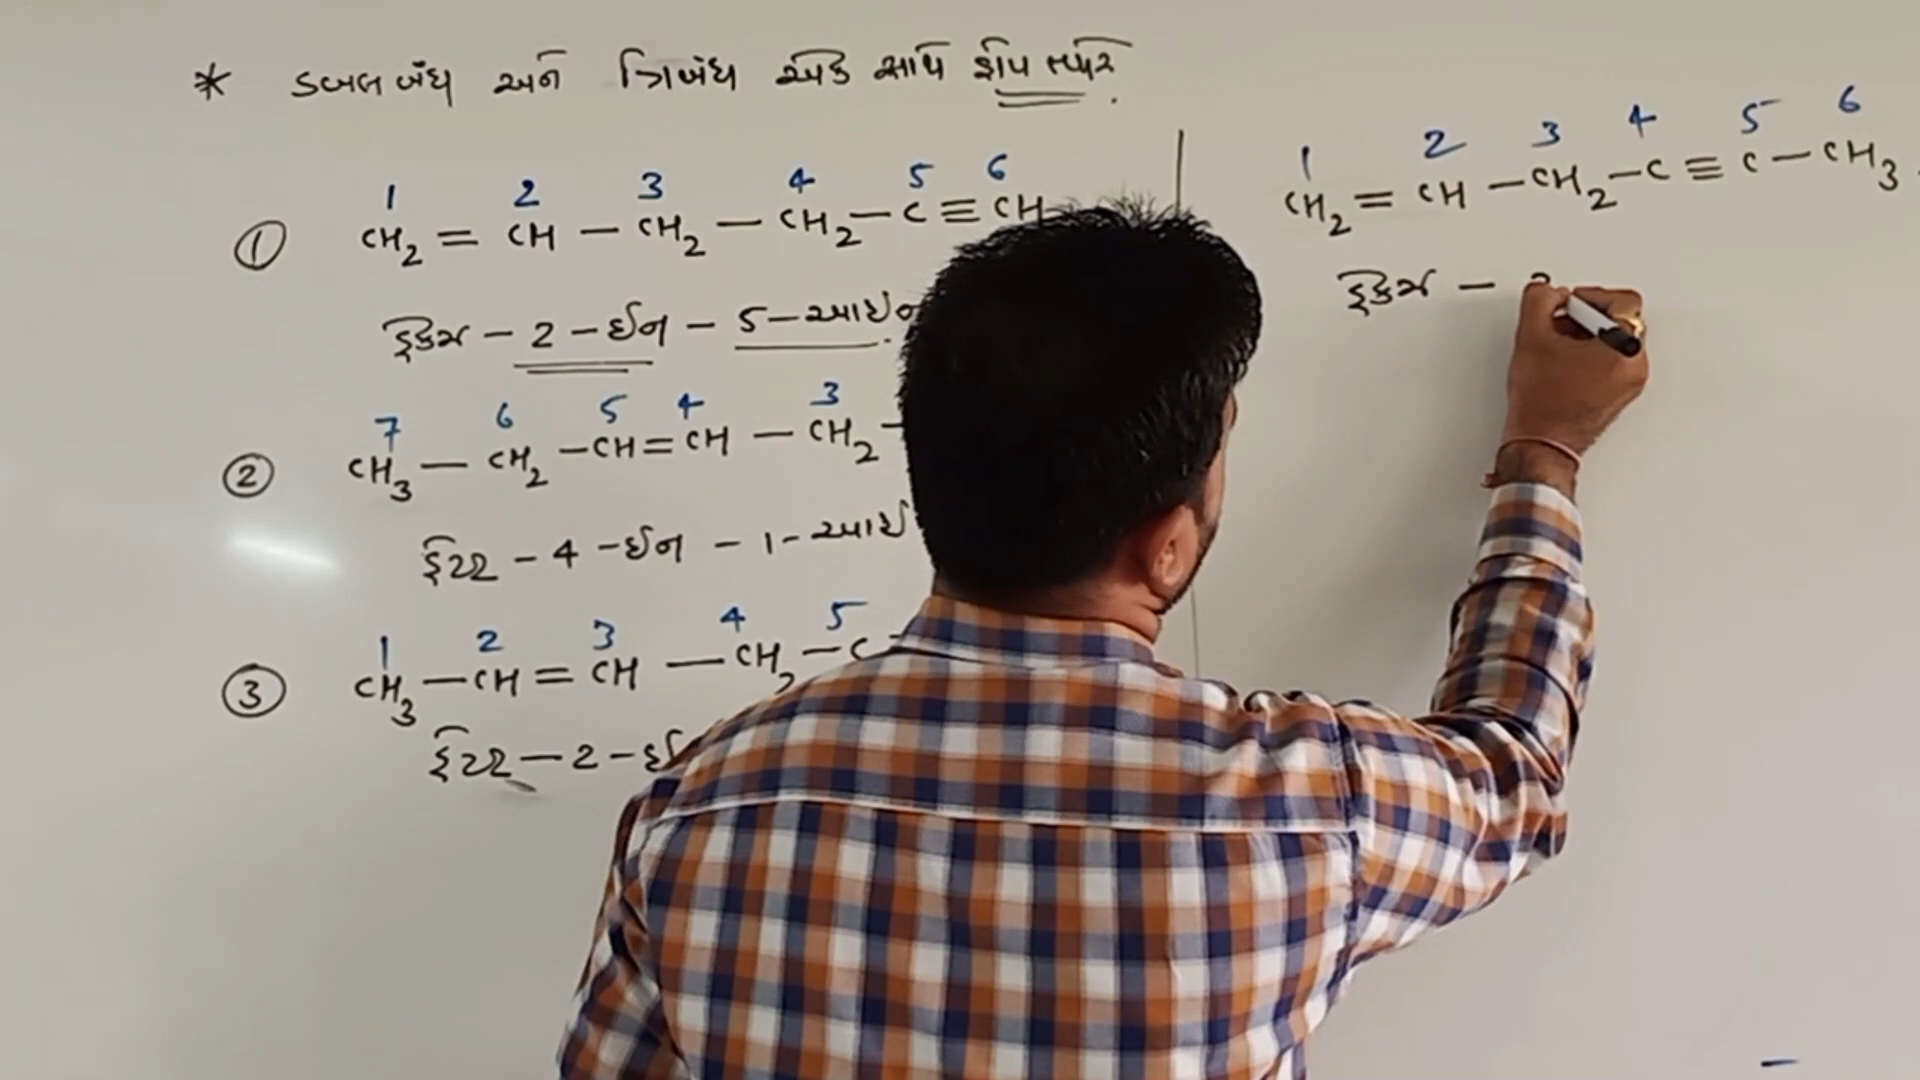 * ડબલબંધ અને ત્રિબંધ એક સાથે હોય ત્યારે.
1 2 3 4 5 6
① CH₂ = CH — CH₂ — CH₂ — C ≡ CH
હેક્ઝ — 2 — ઈન — 5 — આઇન
7 6 5 4 3
② CH₃ — CH₂ — CH = CH — CH₂ —
હેપ્ટ — 4 — ઈન — 1 - આઈ
1 2 3 4 5
③ CH₃ — CH = CH — CH₂ — C
હેપ્ટ — 2 - ઈ
1 2 3 4 5 6
CH₂ = CH — CH₂ — C ≡ C — CH₃
હેક્ઝ —